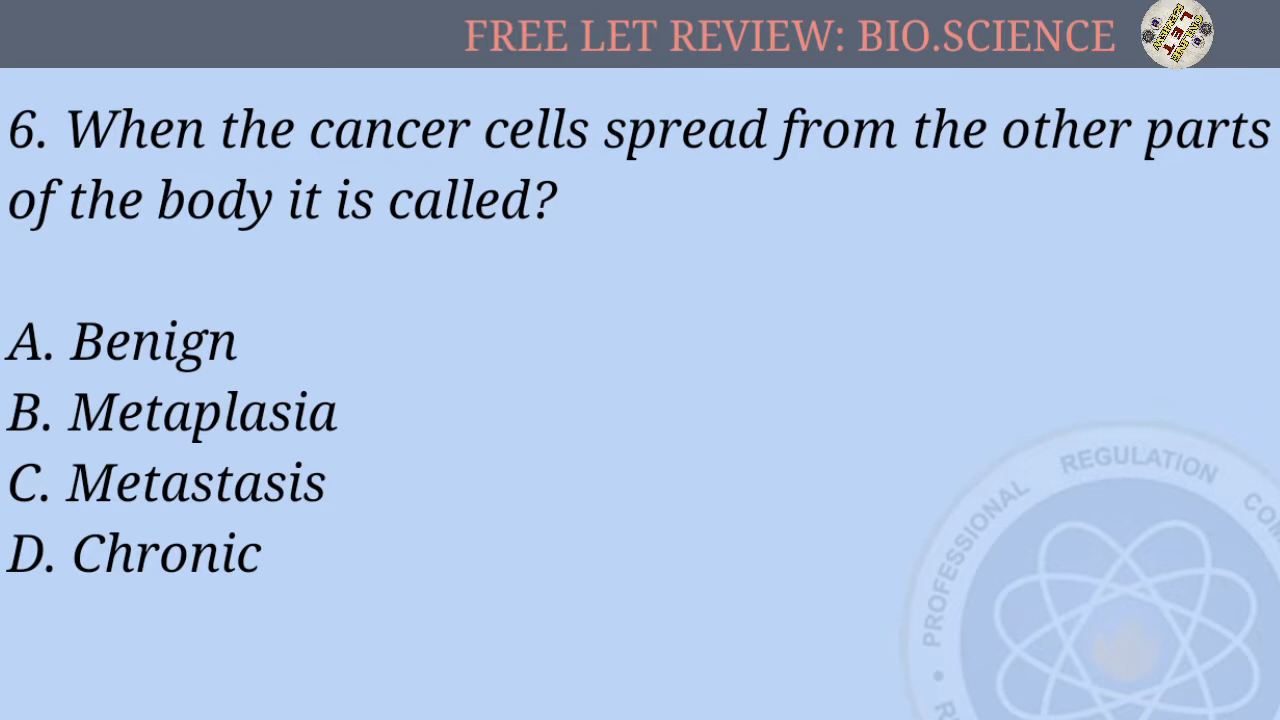 FREE LET REVIEW: BIO.SCIENCE
6. When the cancer cells spread from the other parts
of the body it is called?
A. Benign
B. Metaplasia
C. Metastasis
D. Chronic
PROFESSIONAL REGULATION